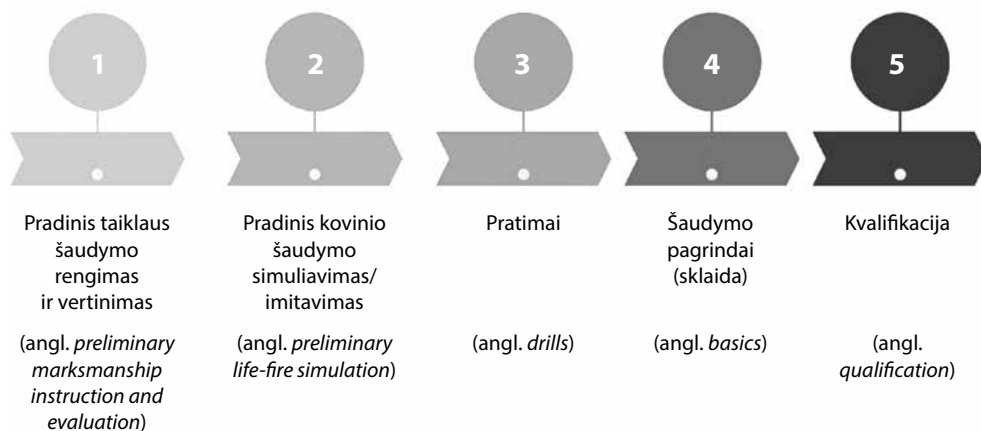 1
2
3
4
5
Pradinis taiklaus
šaudymo
rengimas
ir vertinimas
(angl. preliminary
marksmanship
instruction and
evaluation)
Pradinis kovinio
šaudymo
simuliavimas/
imitavimas
(angl. preliminary
life-fire simulation)
Pratimai
(angl. drills)
Šaudymo
pagrindai
(sklaida)
(angl. basics)
Kvalifikacija
(angl.
qualification)